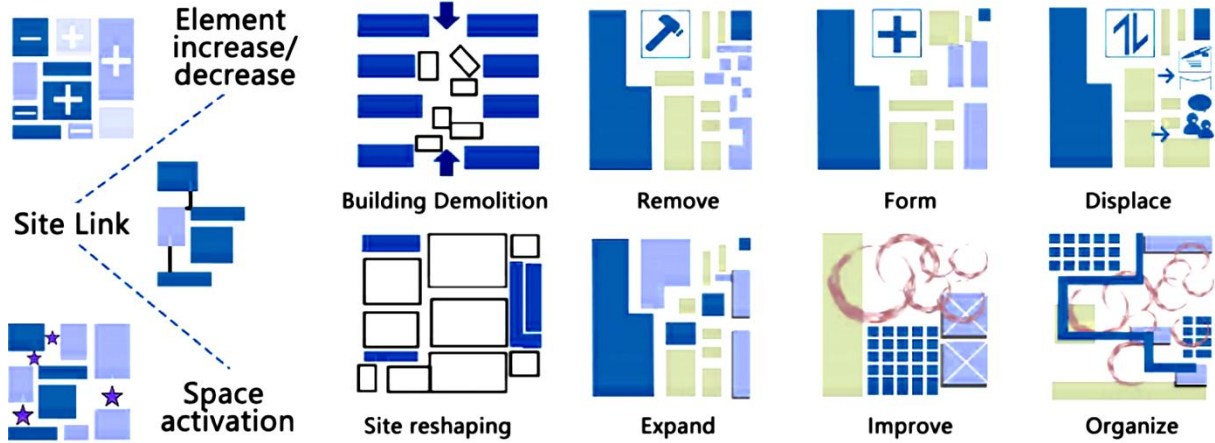 Element
increase/
decrease
Site Link
Space
activation
Building Demolition
Remove
Form
Displace
Site reshaping
Expand
Improve
Organize